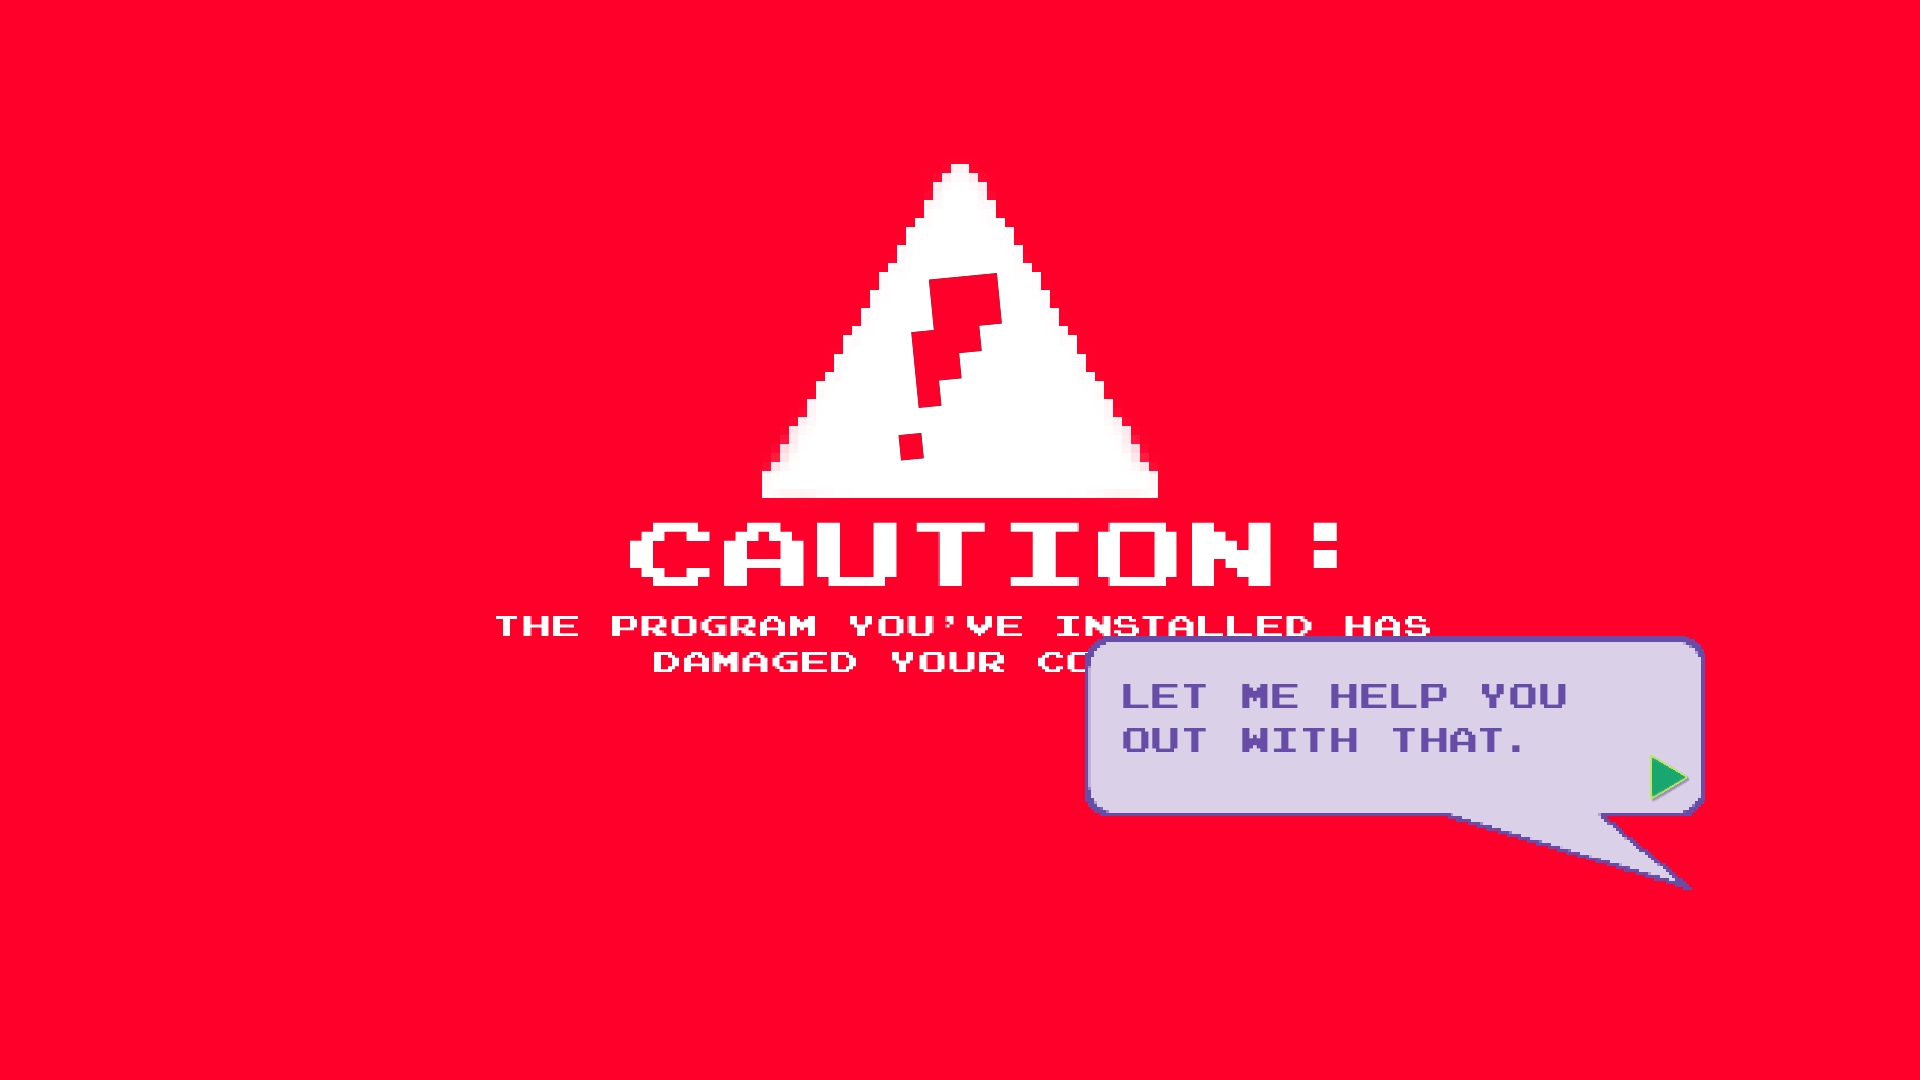 CAUTION:
THE PROGRAM YOU'VE INSTALLED HAS
DAMAGED YOUR
LET ME HELP YOU
OUT WITH THAT.